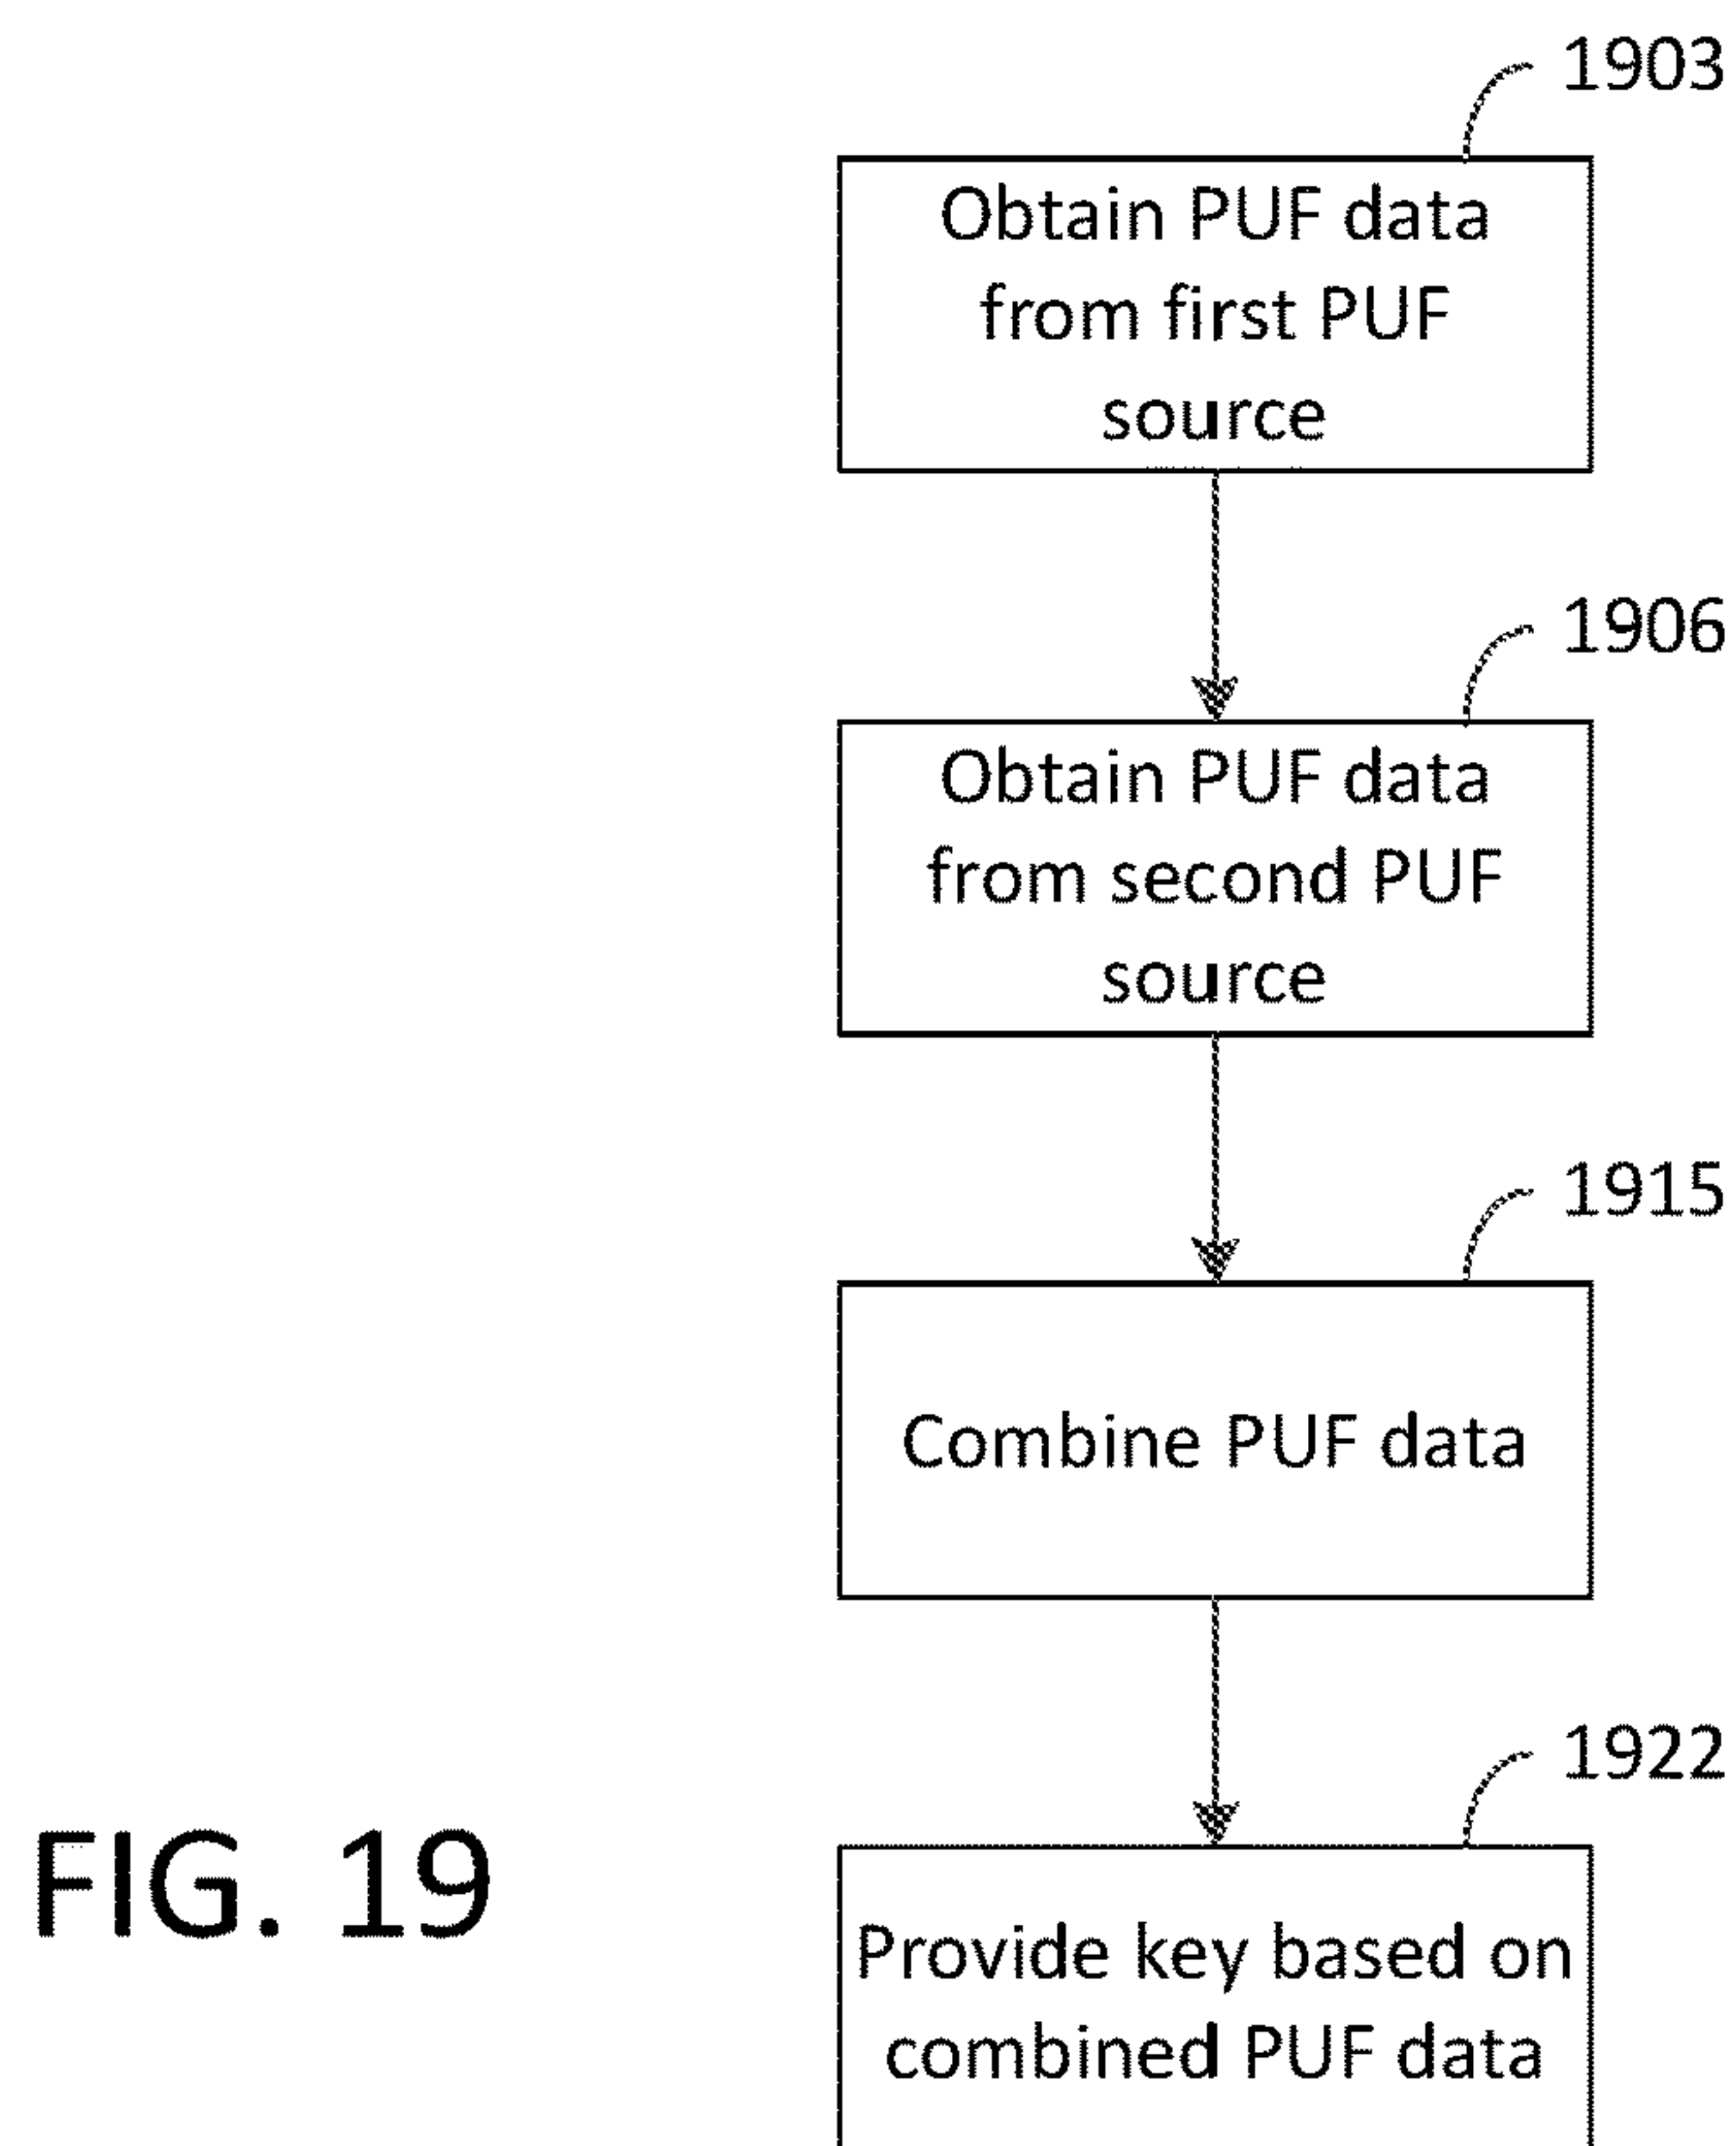 1903
Obtain PUF data
from first PUF
source
1906
Obtain PUF data
from second PUF
source
1915
Combine PUF data
1922
Provide key based on
combined PUF data
FIG. 19